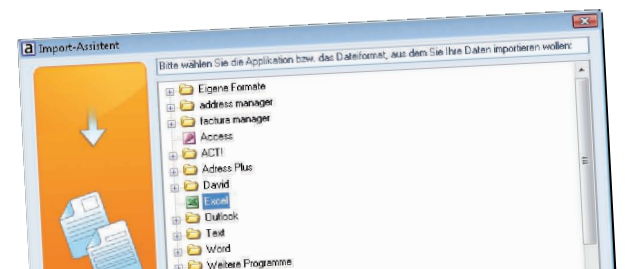 a Import-Assistent
Bitte wählen Sie die Applikation bzw. das Dateiformat, aus dem Sie Ihre Daten importieren wollen:
Eigene Formate
address manager
factura manager
Access
ACT!
Adress Plus
David
Excel
Outlook
Text
Word
Weitere Programme